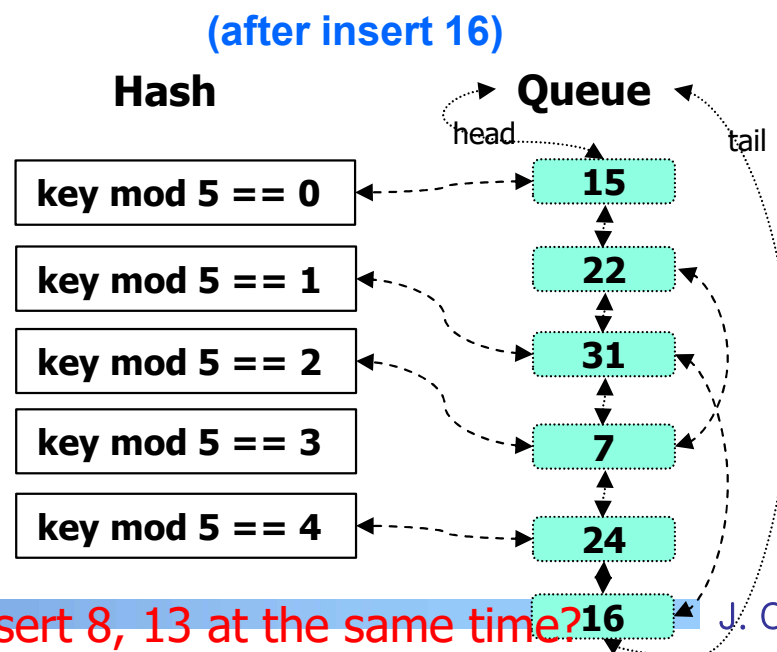 (after insert 16)
Hash
Queue
head
tail
key mod 5 == 0
15
key mod 5 == 1
22
key mod 5 == 2
31
key mod 5 == 3
7
key mod 5 == 4
24
16
8, 13 at the same time?
J.